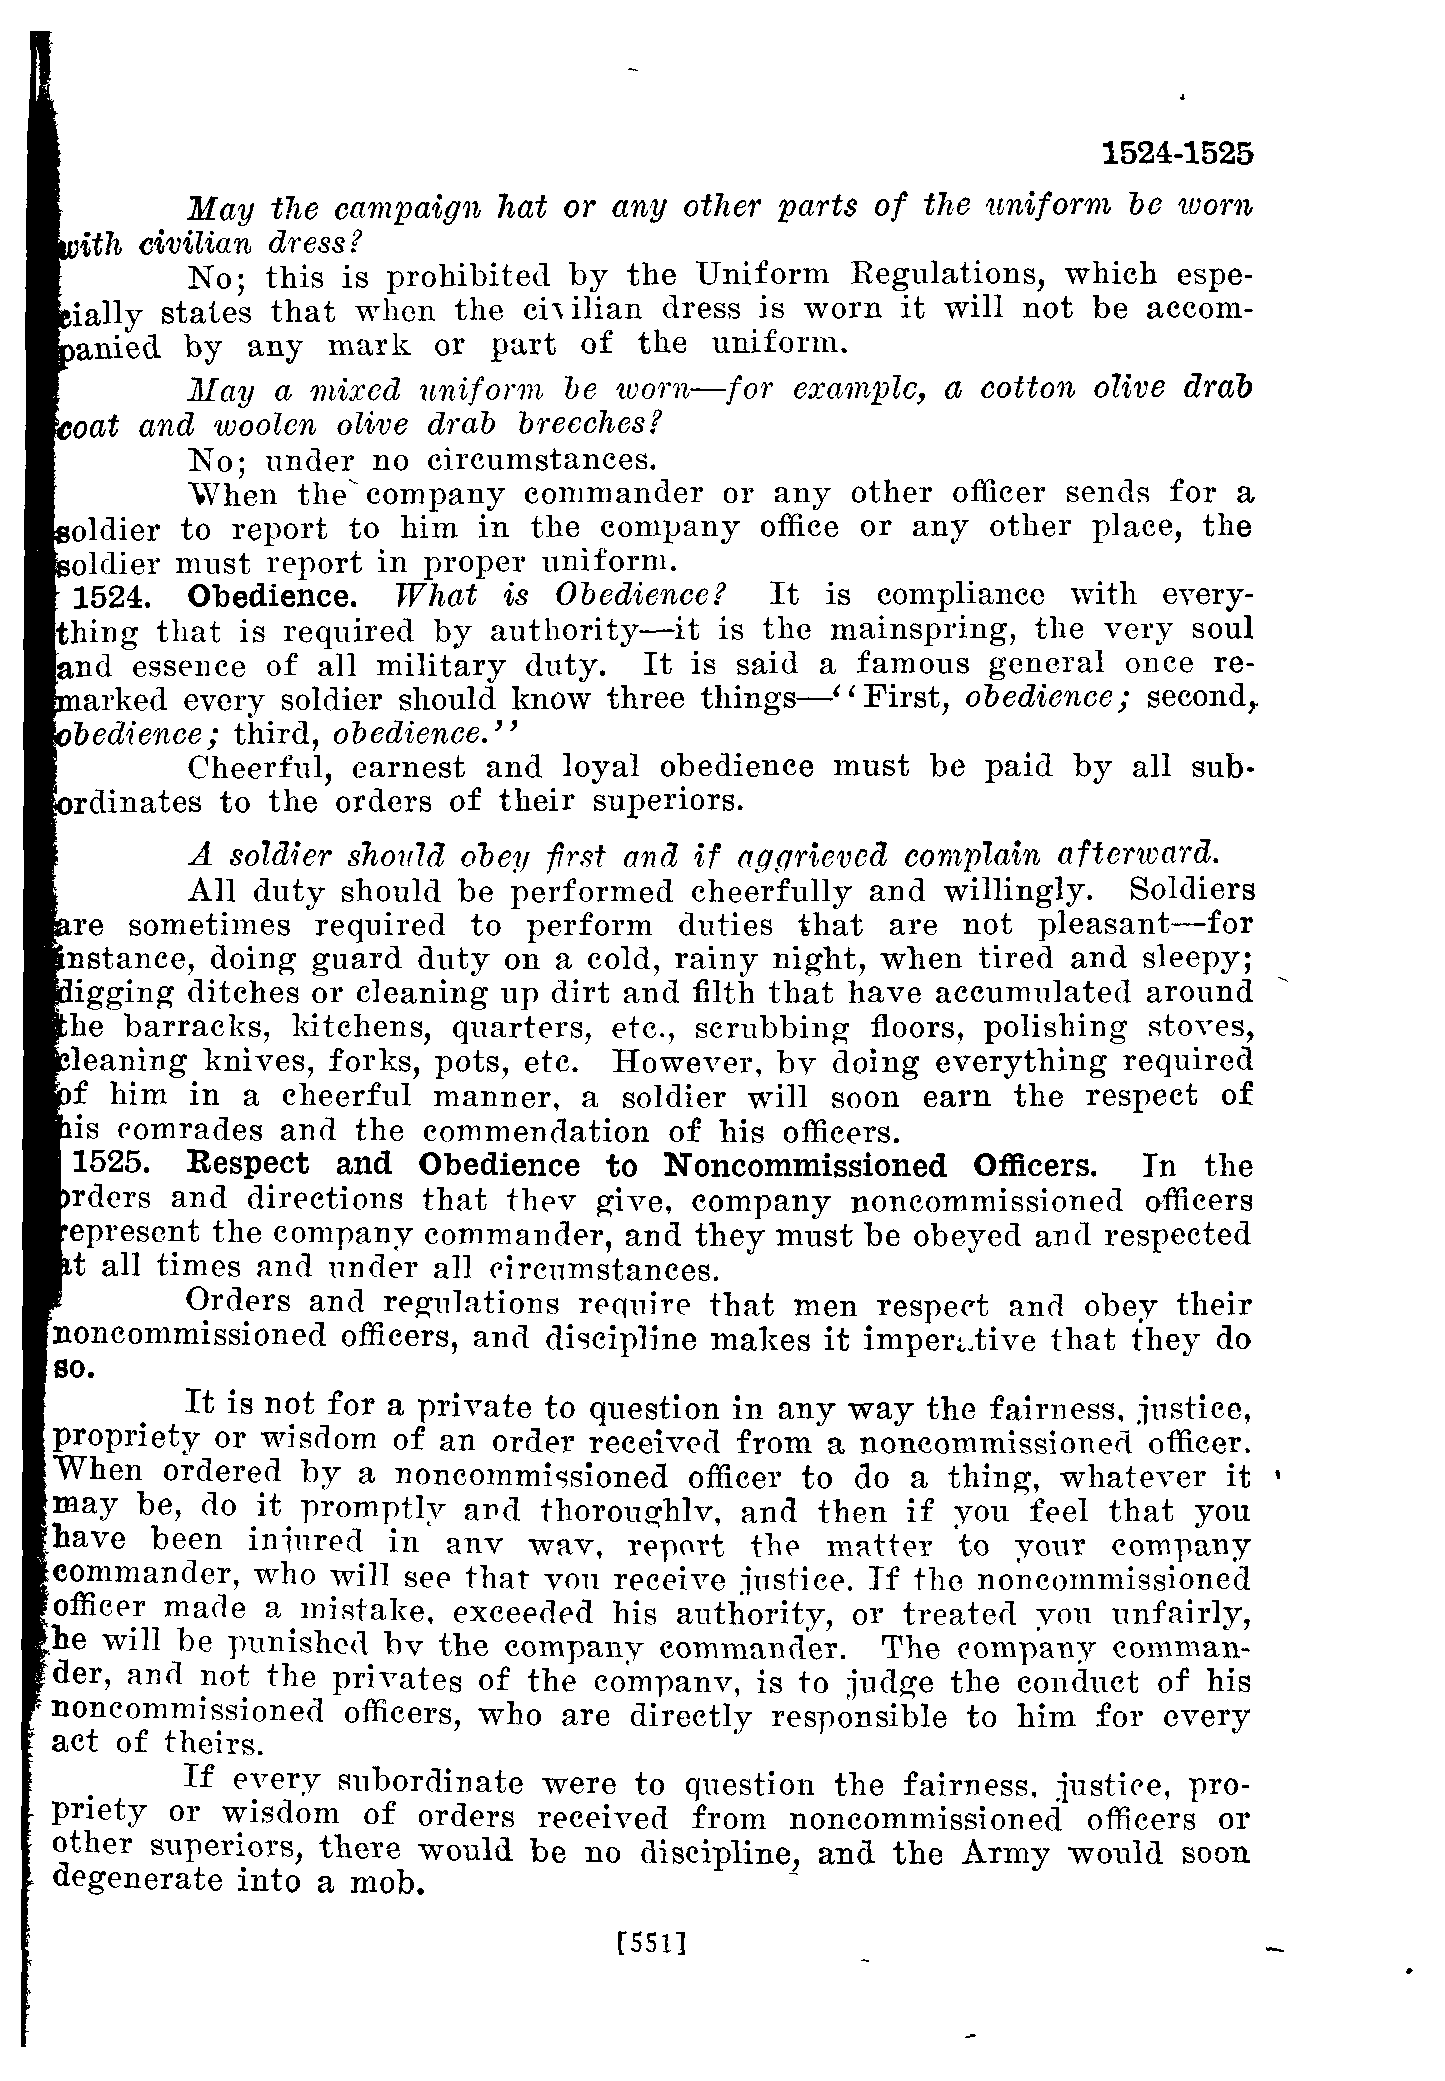 1524-1525
May the campaign hat or any other parts of the uniform be worn
with civilian dress?
No; this is prohibited by the Uniform Regulations, which espe-
cially states that when the civilian dress is worn it will not be accom-
panied by any mark or part of the uniform.
May a mixed uniform be worn—for example, a cotton olive drab
coat and woolen olive drab breeches?
No; under no circumstances.
When the company commander or any other officer sends for a
soldier to report to him in the company office or any other place, the
soldier must report in proper uniform.
1524. Obedience. What is Obedience? It is compliance with every-
thing that is required by authority—it is the mainspring, the very soul
and essence of all military duty. It is said a famous general once re-
marked every soldier should know three things—‘‘First, obedience; second,
obedience; third, obedience.’’
Cheerful, earnest and loyal obedience must be paid by all sub-
ordinates to the orders of their superiors.
A soldier should obey first and if aggrieved complain afterward.
All duty should be performed cheerfully and willingly. Soldiers
are sometimes required to perform duties that are not pleasant—for
instance, doing guard duty on a cold, rainy night, when tired and sleepy;
digging ditches or cleaning up dirt and filth that have accumulated around
the barracks, kitchens, quarters, etc., scrubbing floors, polishing stoves,
cleaning knives, forks, pots, etc. However, by doing everything required
of him in a cheerful manner, a soldier will soon earn the respect of
his comrades and the commendation of his officers.
1525. Respect and Obedience to Noncommissioned Officers. In the
orders and directions that they give, company noncommissioned officers
represent the company commander, and they must be obeyed and respected
at all times and under all circumstances.
Orders and regulations require that men respect and obey their
noncommissioned officers, and discipline makes it imperative that they do
so.
It is not for a private to question in any way the fairness, justice,
propriety or wisdom of an order received from a noncommissioned officer.
When ordered by a noncommissioned officer to do a thing, whatever it
may be, do it promptly and thoroughly, and then if you feel that you
have been injured in any way, report the matter to your company
commander, who will see that you receive justice. If the noncommissioned
officer made a mistake, exceeded his authority, or treated you unfairly,
he will be punished by the company commander. The company comman-
der, and not the privates of the company, is to judge the conduct of his
noncommissioned officers, who are directly responsible to him for every
act of theirs.
If every subordinate were to question the fairness, justice, pro-
priety or wisdom of orders received from noncommissioned officers or
other superiors, there would be no discipline, and the Army would soon
degenerate into a mob.
[551]